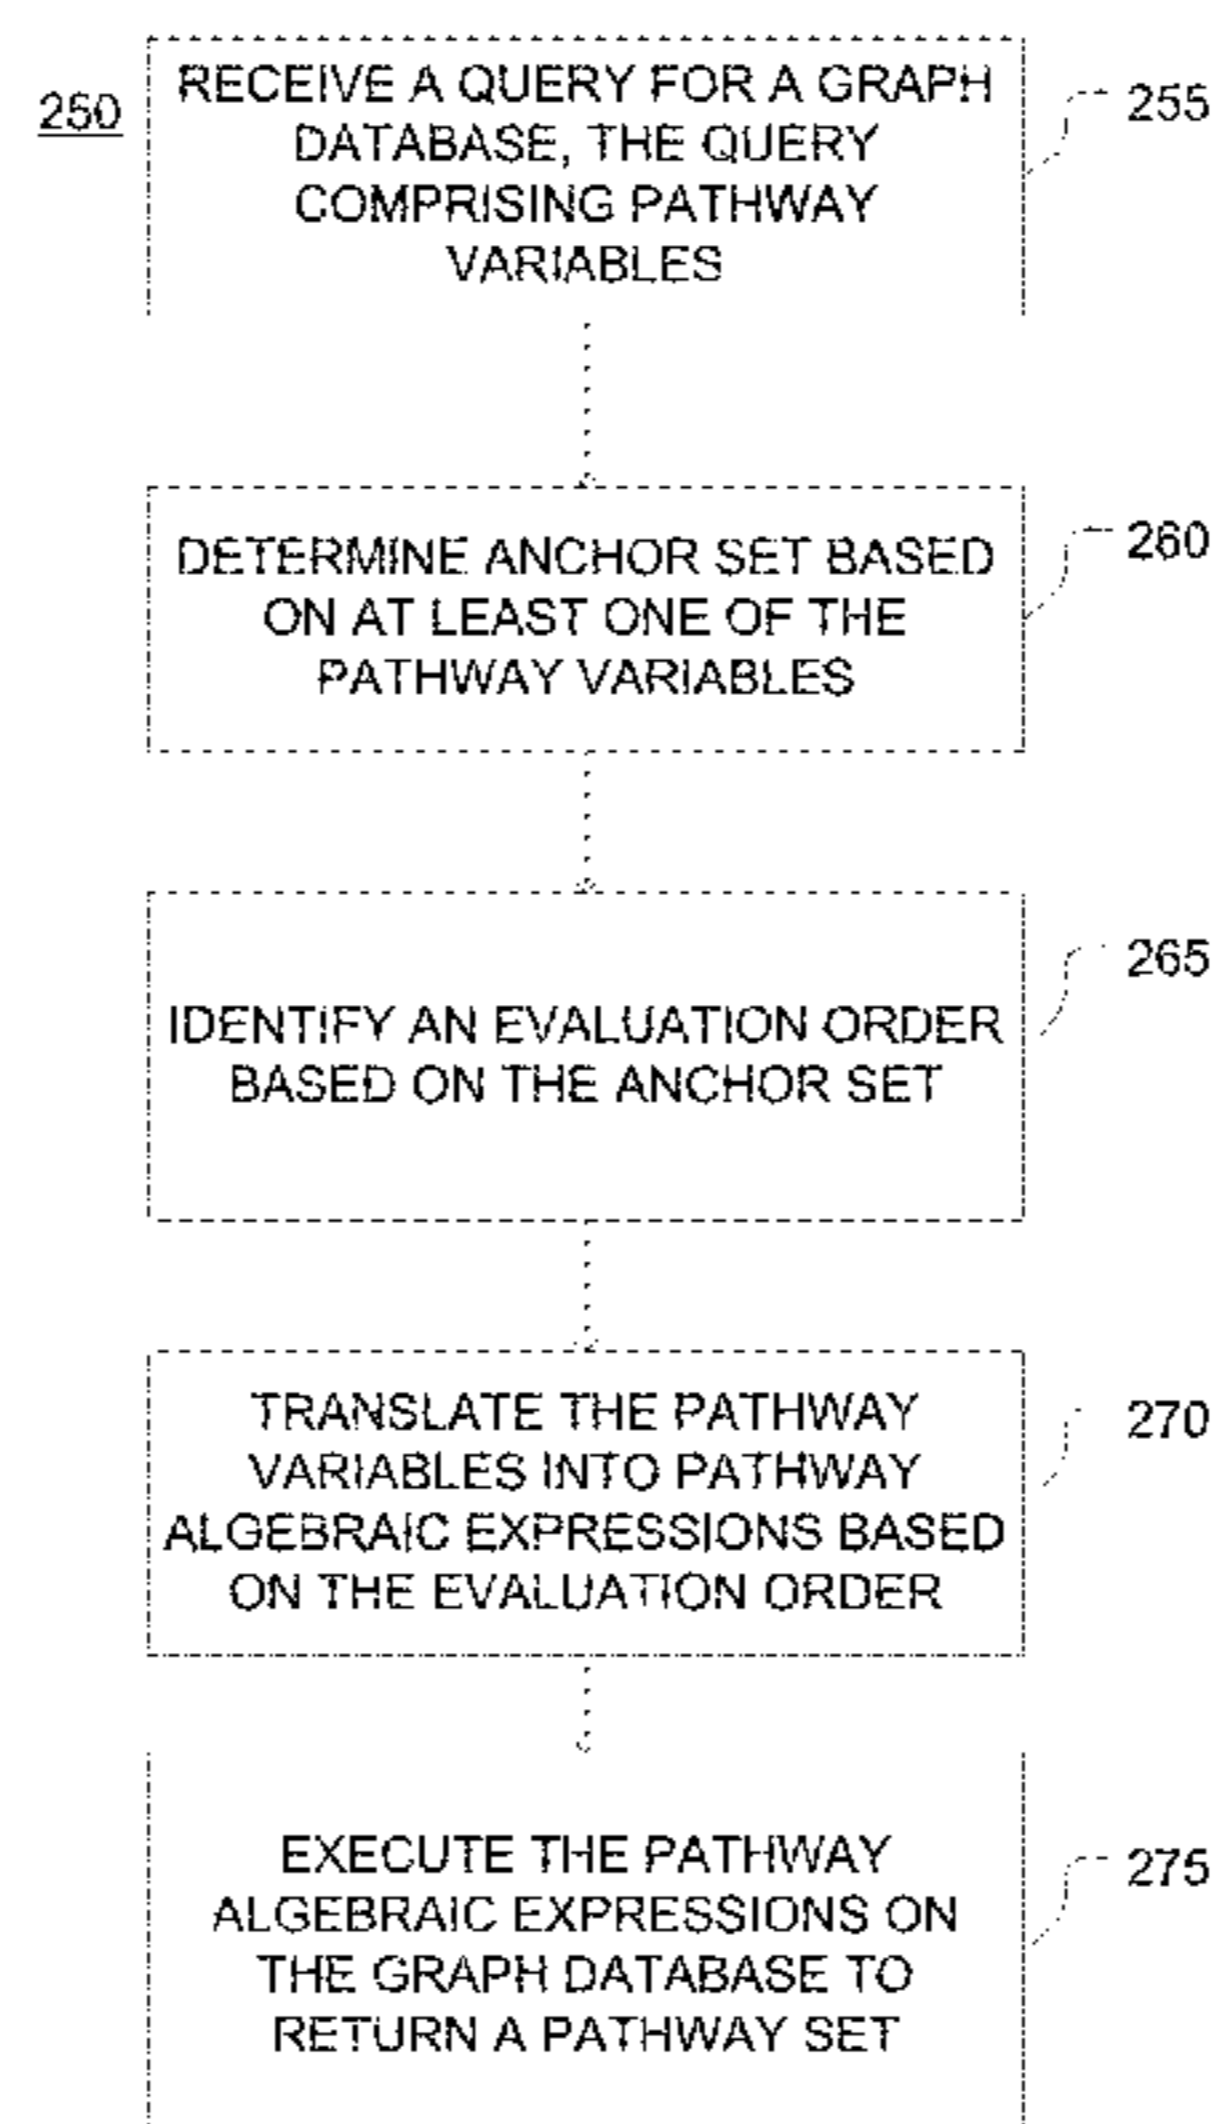 250
RECEIVE A QUERY FOR A GRAPH
DATABASE, THE QUERY
COMPRISING PATHWAY
VARIABLES
255
DETERMINE ANCHOR SET BASED
ON AT LEAST ONE OF THE
PATHWAY VARIABLES
260
IDENTIFY AN EVALUATION ORDER
BASED ON THE ANCHOR SET
265
TRANSLATE THE PATHWAY
VARIABLES INTO PATHWAY
ALGEBRAIC EXPRESSIONS BASED
ON THE EVALUATION ORDER
270
EXECUTE THE PATHWAY
ALGEBRAIC EXPRESSIONS ON
THE GRAPH DATABASE TO
RETURN A PATHWAY SET
275